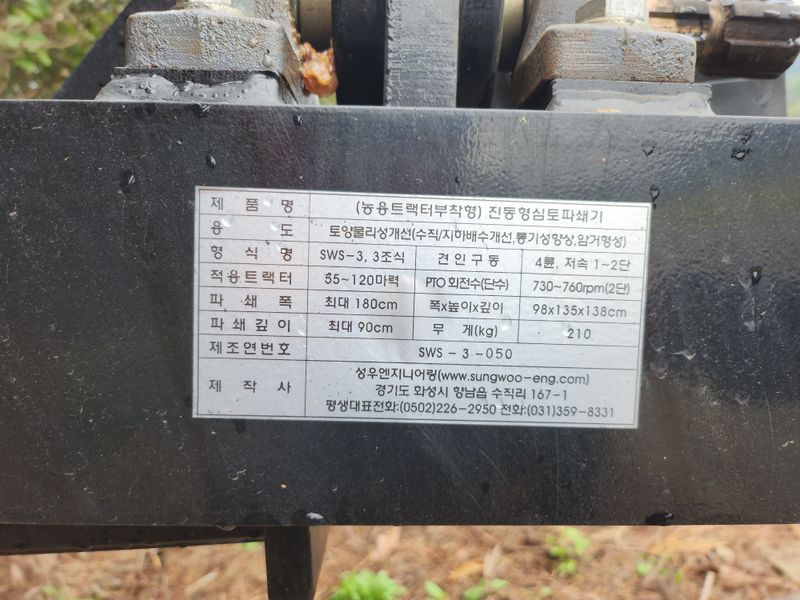 제 품 명 (농용트랙터부착형) 진동형심토파쇄기
용 도 토양물리성개선(수직/지하배수개선,통기성향상,암거형성)
형 식 명 SWS-3, 3조식 견 인 구 동 4륜, 저속 1~2단
적용트랙터 55~120마력 PTO 회전수(단수) 730~760rpm(2단)
파 쇄 폭 최대 180cm 폭x높이x깊이 98x135x138cm
파 쇄 깊 이 최대 90cm 무 게(kg) 210
제조연번호 SWS - 3 - 050
제 작 사 성우엔지니어링(www.sungwoo-eng.com)
경기도 화성시 향남읍 수직리 167-1
평생대표전화:(0502)226-2950 전화:(031)359-8331